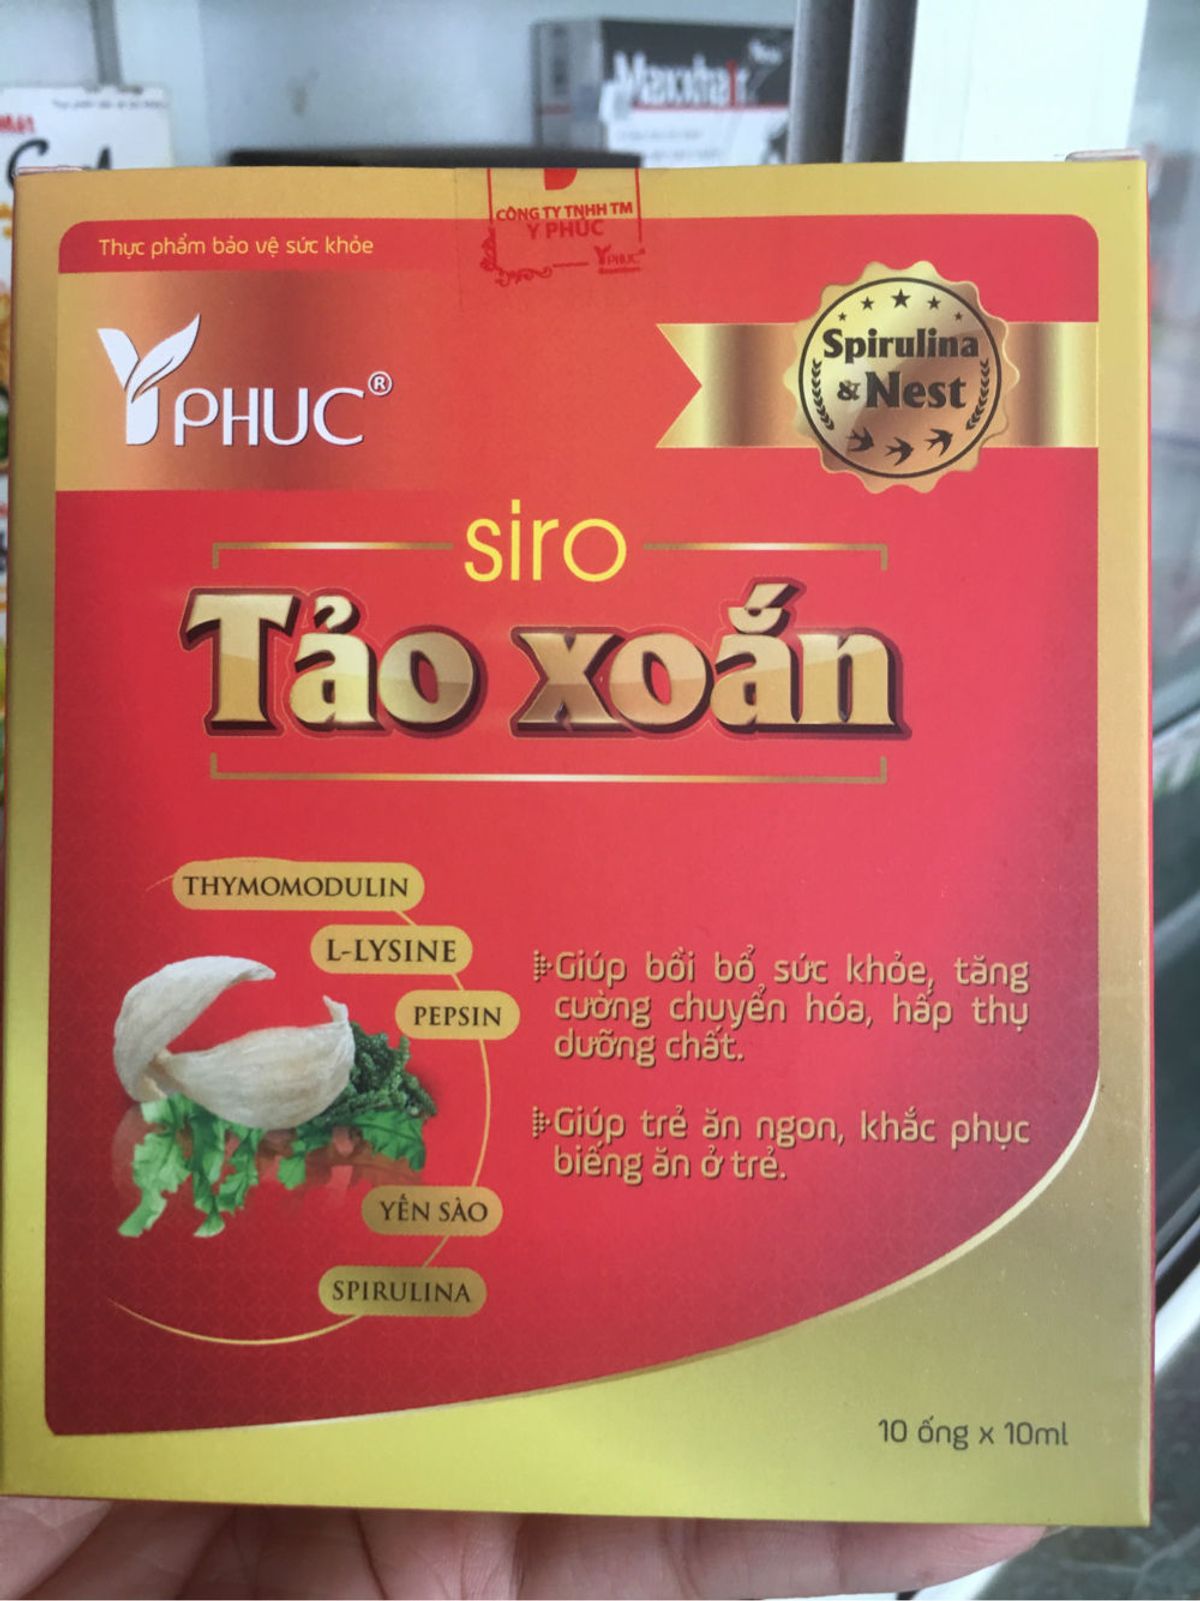 CÔNG TY TNHH TM
Y PHÚC
Thực phẩm bảo vệ sức khỏe
YPHUC®
Spirulina
& Nest
siro
Tảo xoắn
THYMOMODULIN
L-LYSINE
PEPSIN
YẾN SÀO
SPIRULINA
Giúp bồi bổ sức khỏe, tăng
cường chuyển hóa, hấp thụ
dưỡng chất.
Giúp trẻ ăn ngon, khắc phục
biếng ăn ở trẻ.
10 ống x 10ml